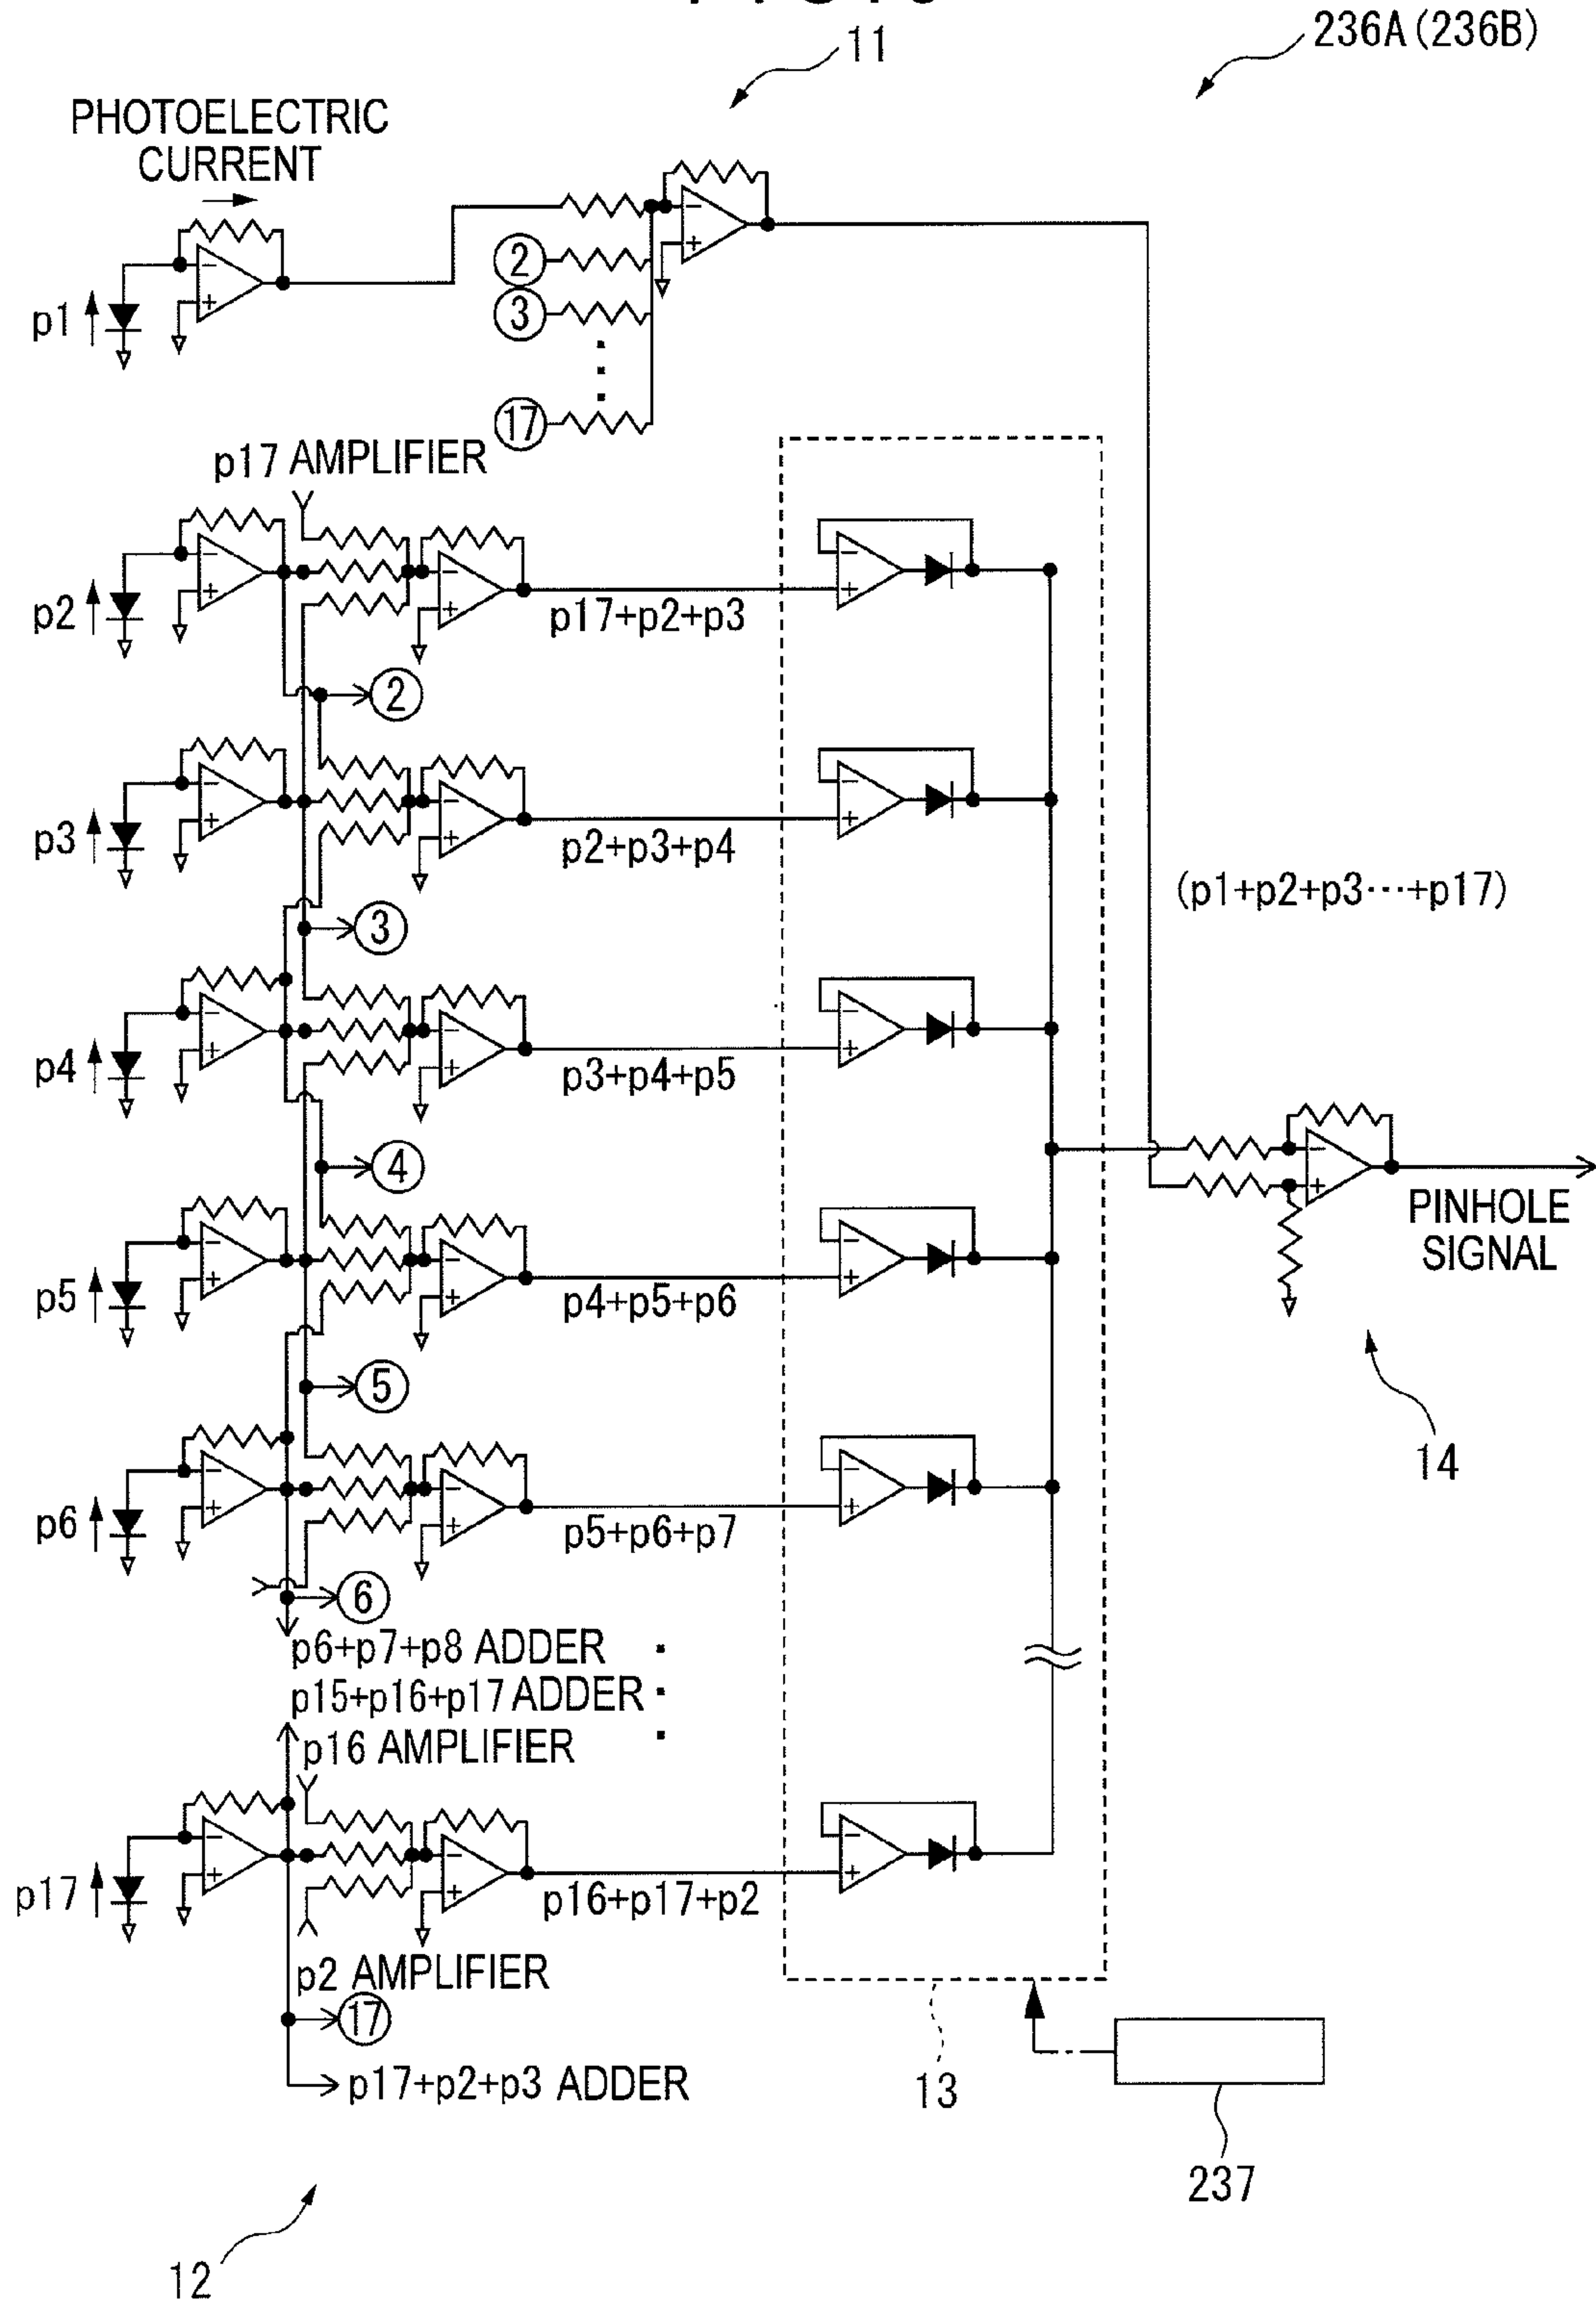 11
236A(236B)
PHOTOELECTRIC
CURRENT
p1
2
3
17
p17 AMPLIFIER
p2
p17+p2+p3
2
p3
p2+p3+p4
(p1+p2+p3···+p17)
3
p4
p3+p4+p5
4
p5
p4+p5+p6
PINHOLE
SIGNAL
5
14
p6
p5+p6+p7
6
p6+p7+p8 ADDER
p15+p16+p17 ADDER
p16 AMPLIFIER
p17
p16+p17+p2
p2 AMPLIFIER
17
p17+p2+p3 ADDER
13
237
12